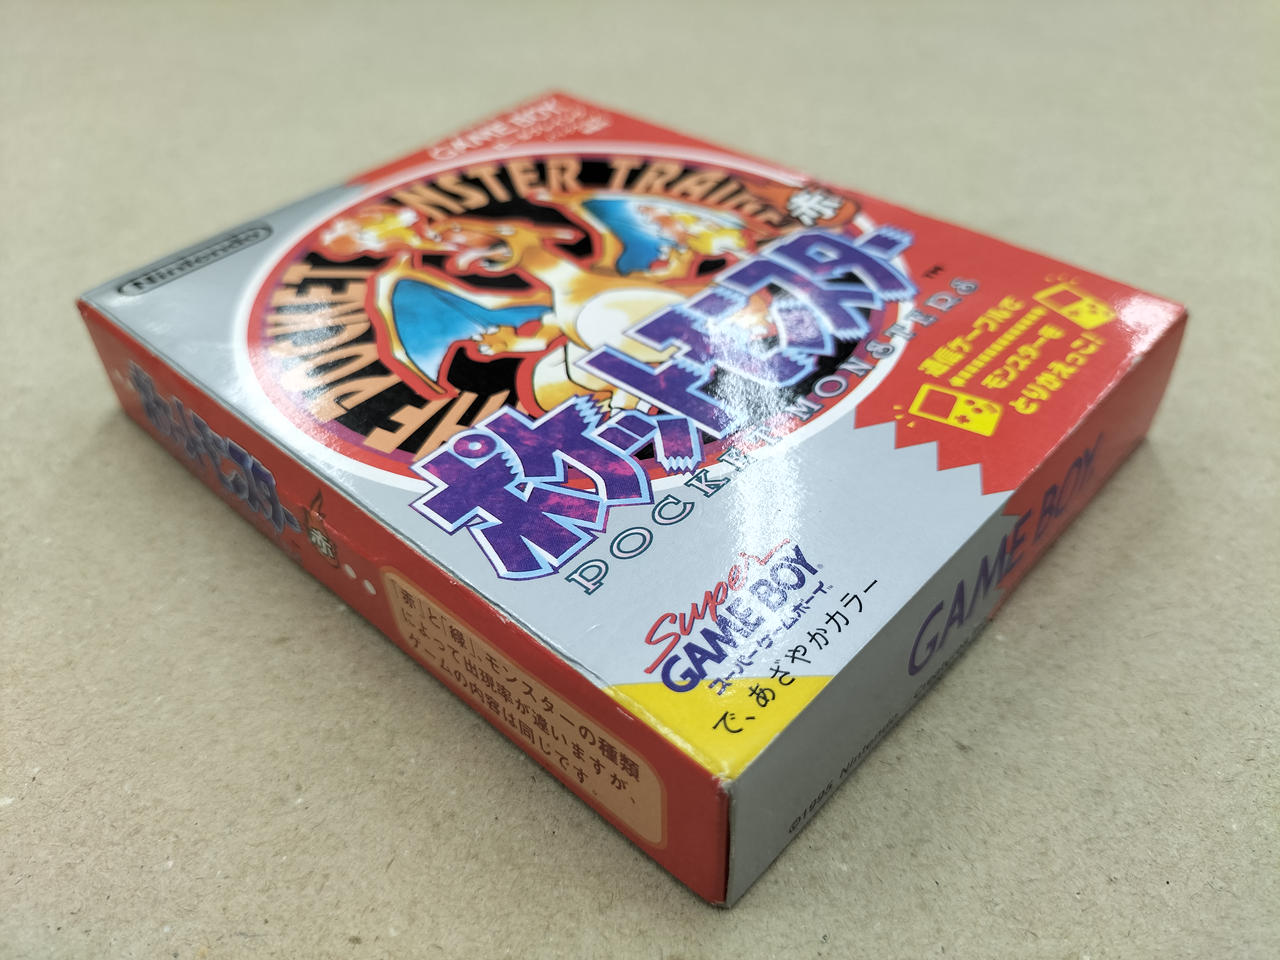 GAME BOY
Nintendo
POCKET MONSTER TRAINER
赤
ポケットモンスター
TM
POCKET MONSTERS
通信ケーブルで
モンスターを
とりかえっこ!
Super
GAME BOY
スーパーゲームボーイ
で、あざやかカラー
ポケットモンスター
赤
「赤」と「緑」、モンスターの種類
によって出現率が違いますが、
ゲームの内容は同じです。
GAME BOY
©1995 Nintendo